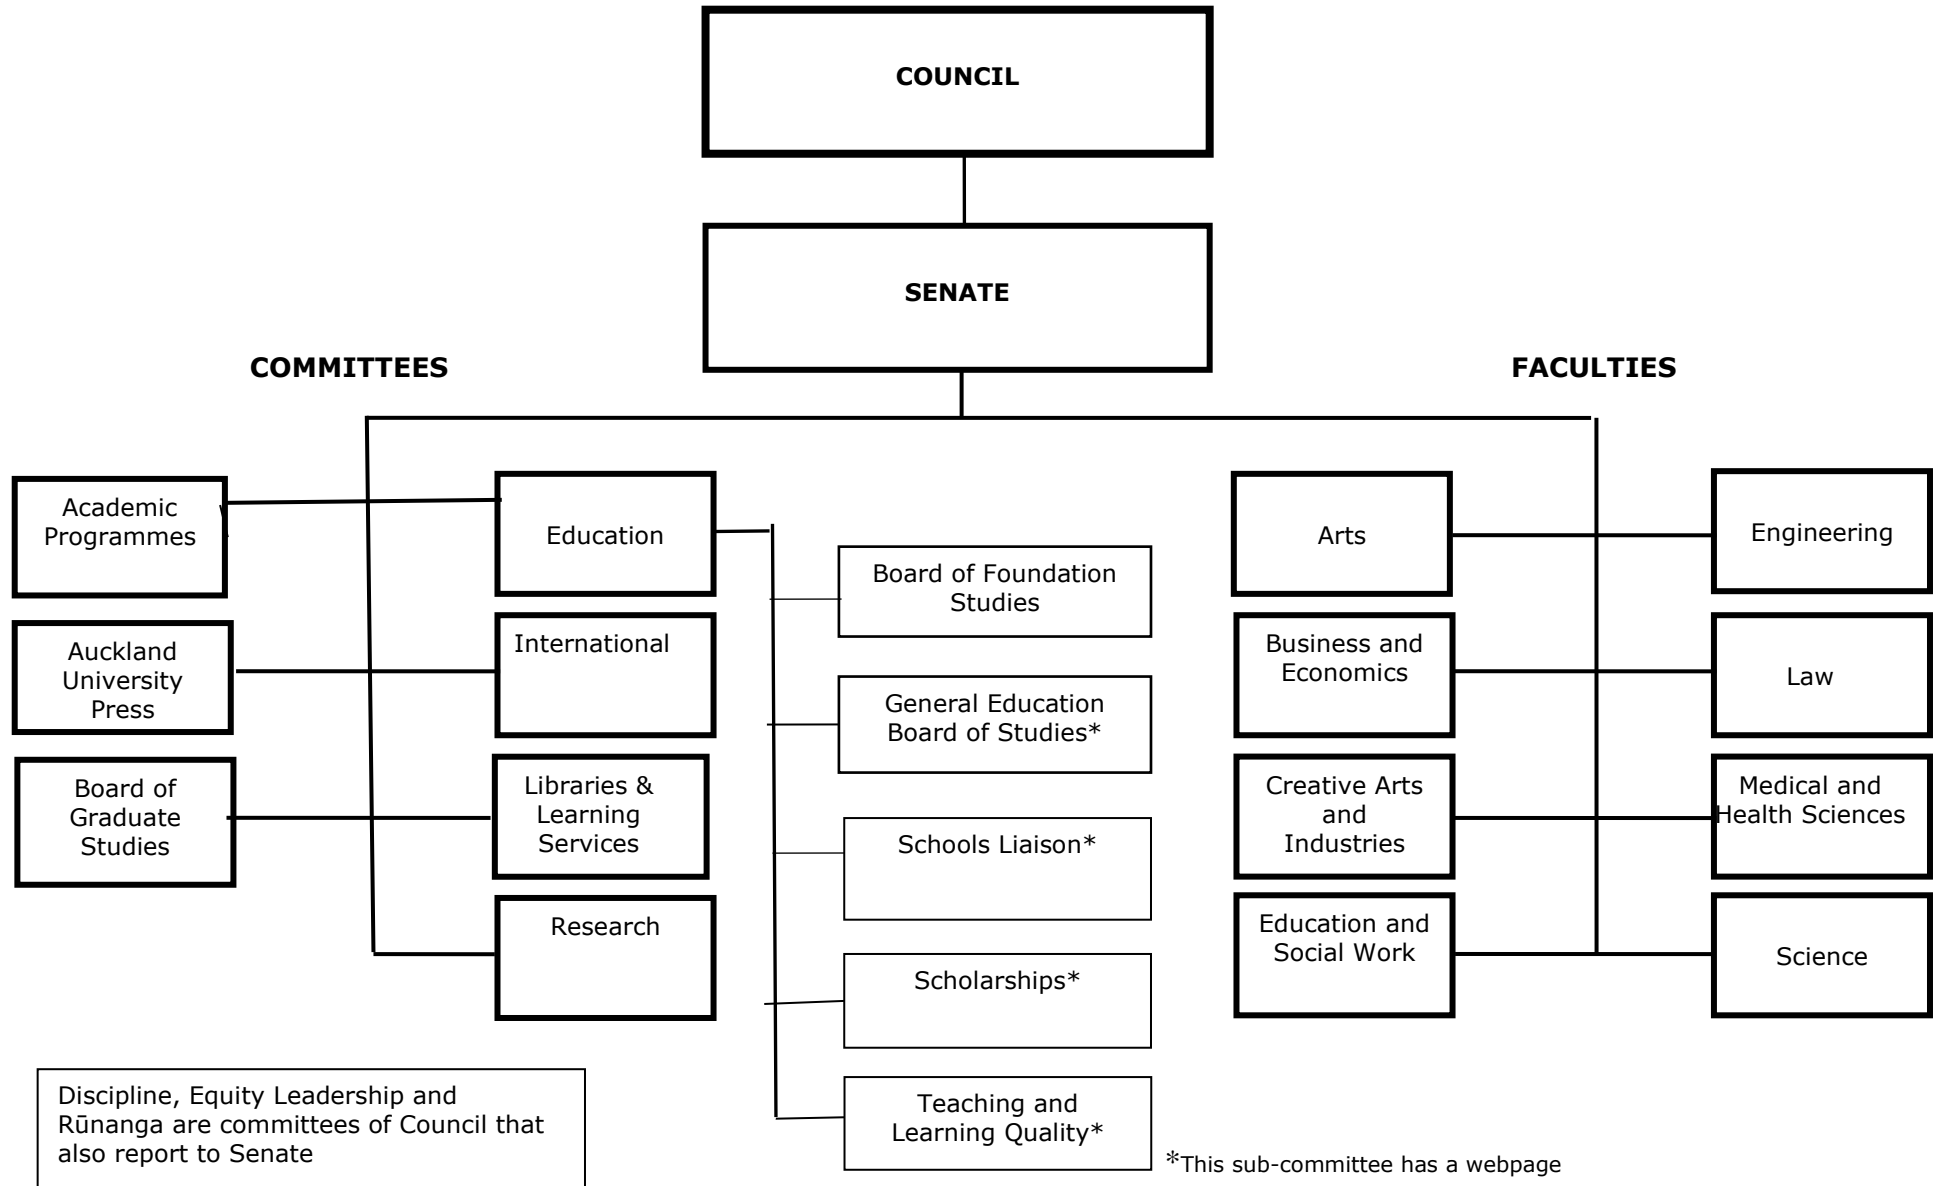 COUNCIL
SENATE
COMMITTEES
FACULTIES
Academic
Programmes
Auckland
University
Press
Board of
Graduate
Studies
Education
International
Libraries &
Learning
Services
Research
Board of Foundation
Studies
General Education
Board of Studies*
Schools Liaison*
Scholarships*
Teaching and
Learning Quality*
Arts
Business and
Economics
Creative Arts
and
Industries
Education and
Social Work
Engineering
Law
Medical and
Health Sciences
Science
Discipline, Equity Leadership and
Rūnanga are committees of Council that
also report to Senate
*This sub-committee has a webpage